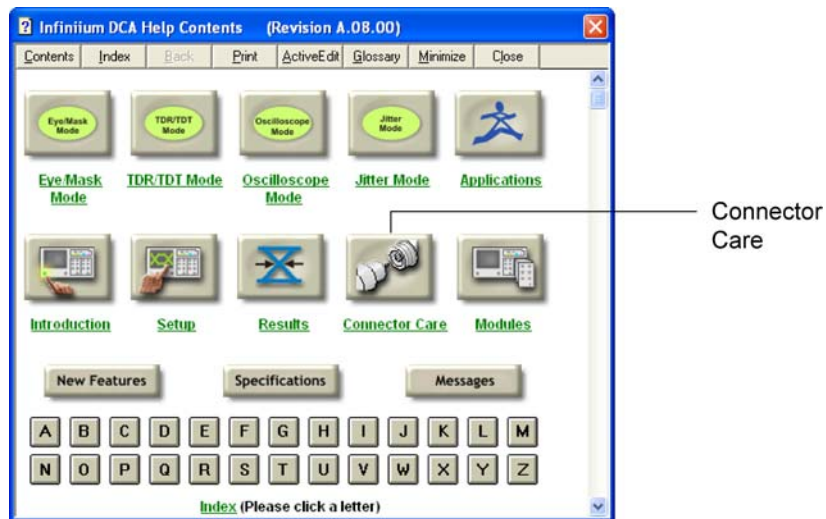 Infiniium DCA Help Contents (Revision A.08.00)
Contents Index Back Print ActiveEdit Glossary Minimize Close
Eye/Mask Mode
TDR/TDT Mode
Oscilloscope Mode
Jitter Mode
Eye/Mask Mode
TDR/TDT Mode
Oscilloscope Mode
Jitter Mode
Applications
Connector Care
Introduction
Setup
Results
Connector Care
Modules
New Features
Specifications
Messages
A B C D E F G H I J K L M
N O P Q R S T U V W X Y Z
Index (Please click a letter)